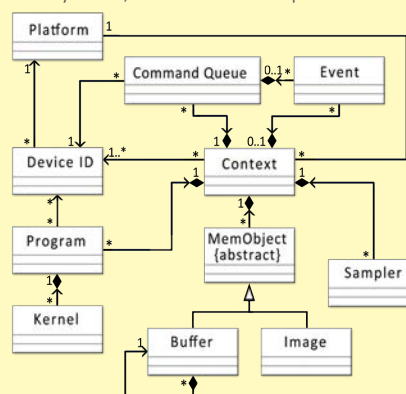 Platform
1
1
Command Queue
0..1
*
Event
*
*
*
*
1
1..*
*
1
0..1
*
Device ID
Context
*
1
1
*
1
*
Program
*
MemObject
{abstract}
*
1
*
Sampler
Kernel
1
Buffer
Image
*